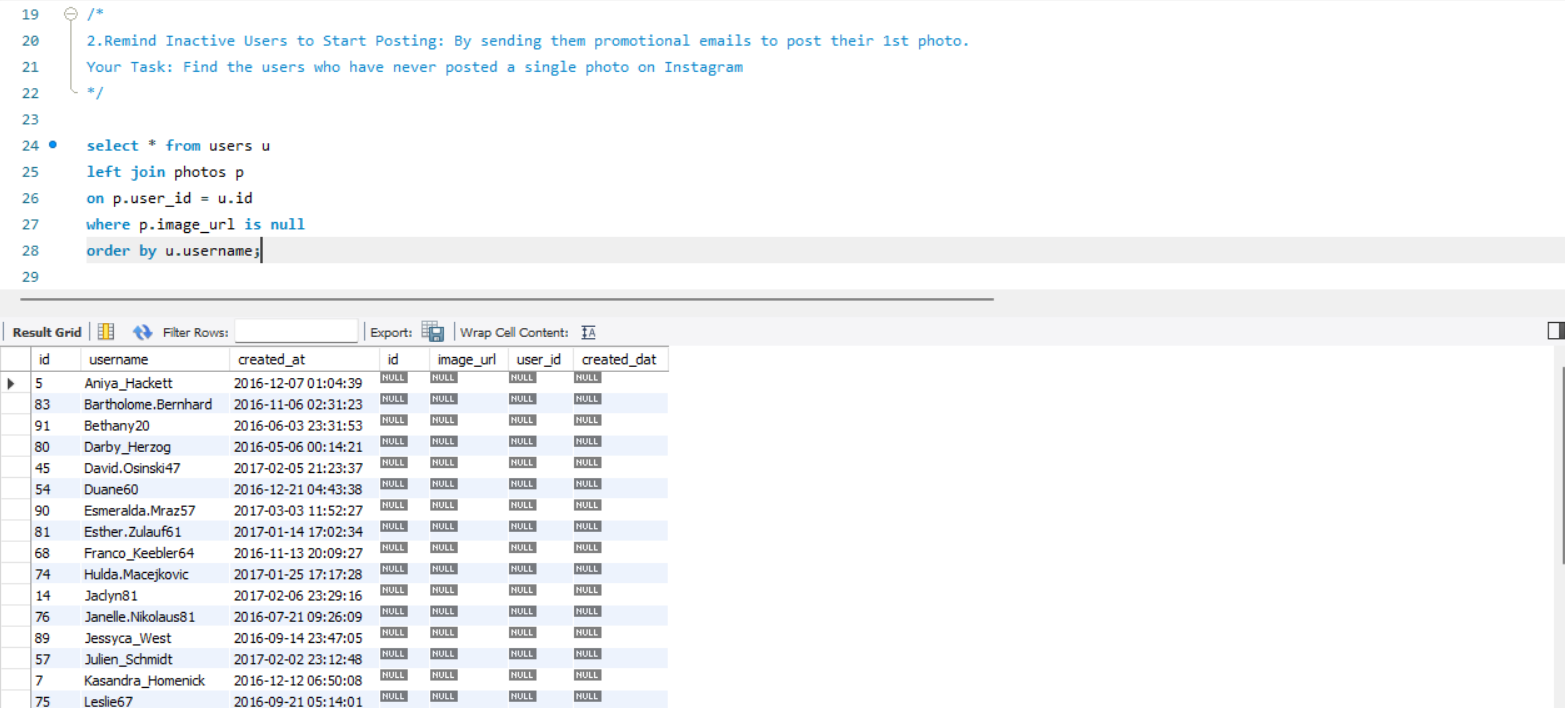 19 /*
20 2.Remind Inactive Users to Start Posting: By sending them promotional emails to post their 1st photo.
21 Your Task: Find the users who have never posted a single photo on Instagram
22 */
23
24 select * from users u
25 left join photos p
26 on p.user_id = u.id
27 where p.image_url is null
28 order by u.username;
29
Result Grid Filter Rows: Export: Wrap Cell Content: IA
id username created_at id image_url user_id created_dat
5 Aniya_Hackett 2016-12-07 01:04:39 NULL NULL NULL NULL
83 Bartholome.Bernhard 2016-11-06 02:31:23 NULL NULL NULL NULL
91 Bethany20 2016-06-03 23:31:53 NULL NULL NULL NULL
80 Darby_Herzog 2016-05-06 00:14:21 NULL NULL NULL NULL
45 David.Osinski47 2017-02-05 21:23:37 NULL NULL NULL NULL
54 Duane60 2016-12-21 04:43:38 NULL NULL NULL NULL
90 Esmeralda.Mraz57 2017-03-03 11:52:27 NULL NULL NULL NULL
81 Esther.Zulauf61 2017-01-14 17:02:34 NULL NULL NULL NULL
68 Franco_Keebler64 2016-11-13 20:09:27 NULL NULL NULL NULL
74 Hulda.Macejkovic 2017-01-25 17:17:28 NULL NULL NULL NULL
14 Jaclyn81 2017-02-06 23:29:16 NULL NULL NULL NULL
76 Janelle.Nikolaus81 2016-07-21 09:26:09 NULL NULL NULL NULL
89 Jessyca_West 2016-09-14 23:47:05 NULL NULL NULL NULL
57 Julien_Schmidt 2017-02-02 23:12:48 NULL NULL NULL NULL
7 Kasandra_Homenick 2016-12-12 06:50:08 NULL NULL NULL NULL
75 Leslie67 2016-09-21 05:14:01 NULL NULL NULL NULL